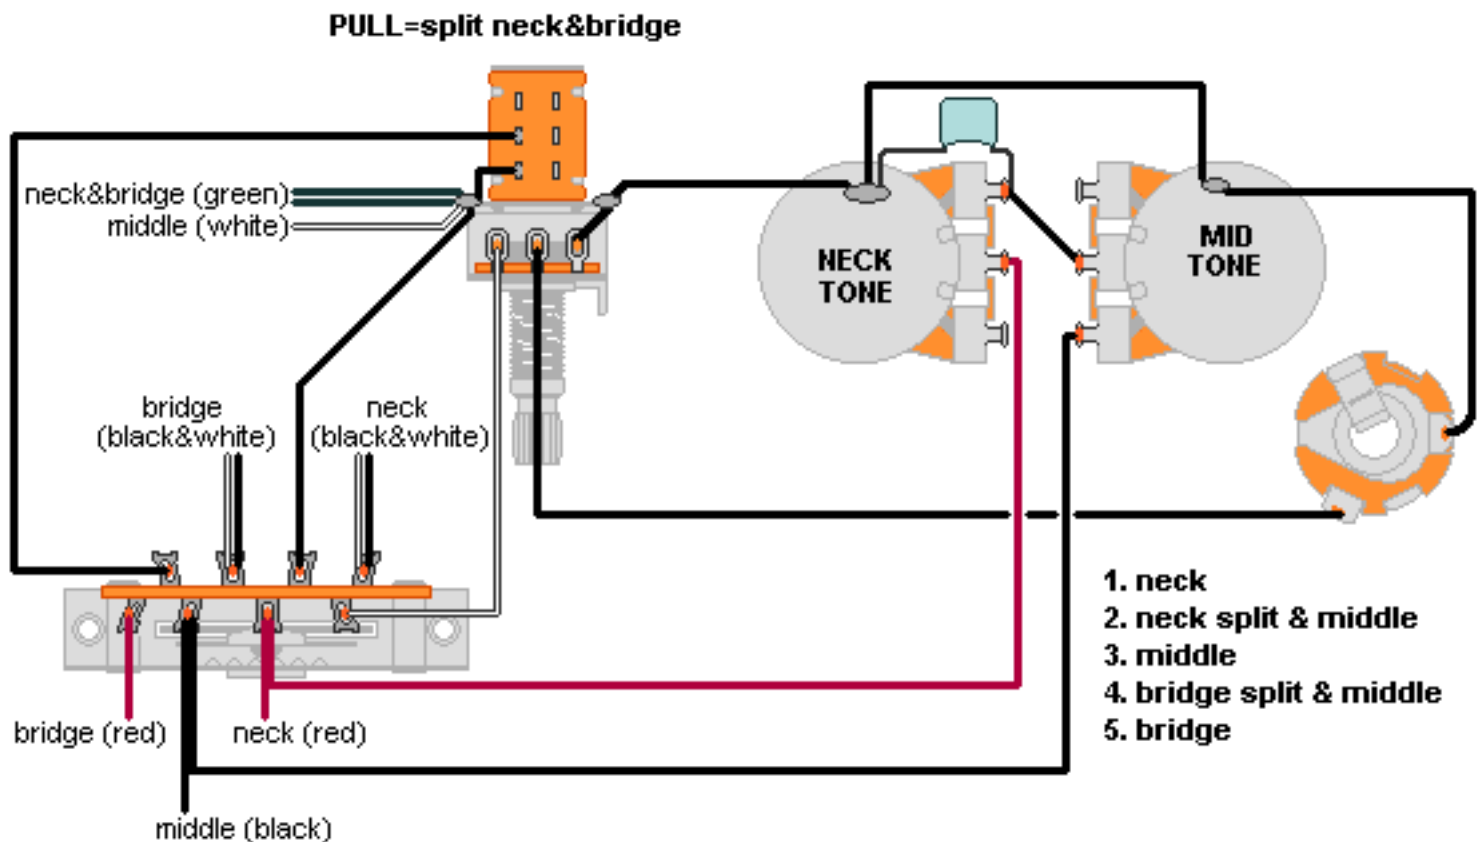 PULL=split neck&bridge
neck&bridge (green)
middle (white)
NECK
TONE
MID
TONE
bridge
(black&white)
neck
(black&white)
1. neck
2. neck split & middle
3. middle
4. bridge split & middle
5. bridge
bridge (red)
neck (red)
middle (black)